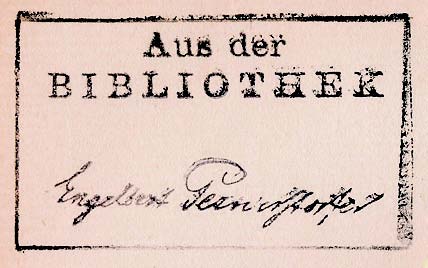 Aus der
BIBLIOTHEK
Engelbert Pernerstorfer